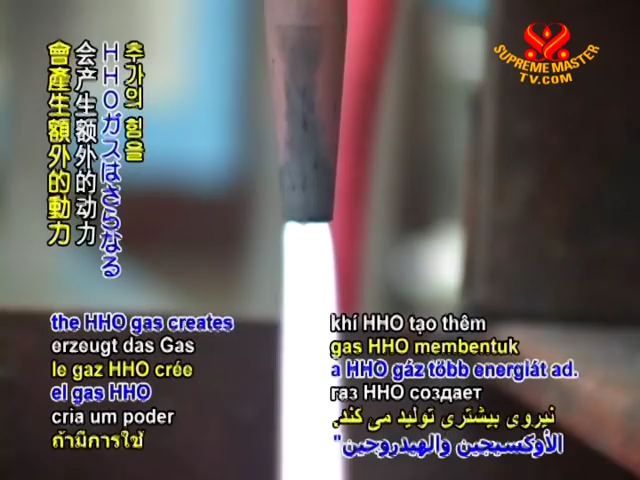 SUPREME MASTER
TV.COM
추가의 힘을
HHOガスはさらなる
会产生额外的动力
會產生額外的動力
the HHO gas creates
erzeugt das Gas
le gaz HHO crée
el gas HHO
cria um poder
ถ้ามีการใช้
khí HHO tạo thêm
gas HHO membentuk
a HHO gáz több energiát ad.
газ HHO создает
نیروی بیشتری تولید می کند.
الأوكسيجين والهيدروجين"